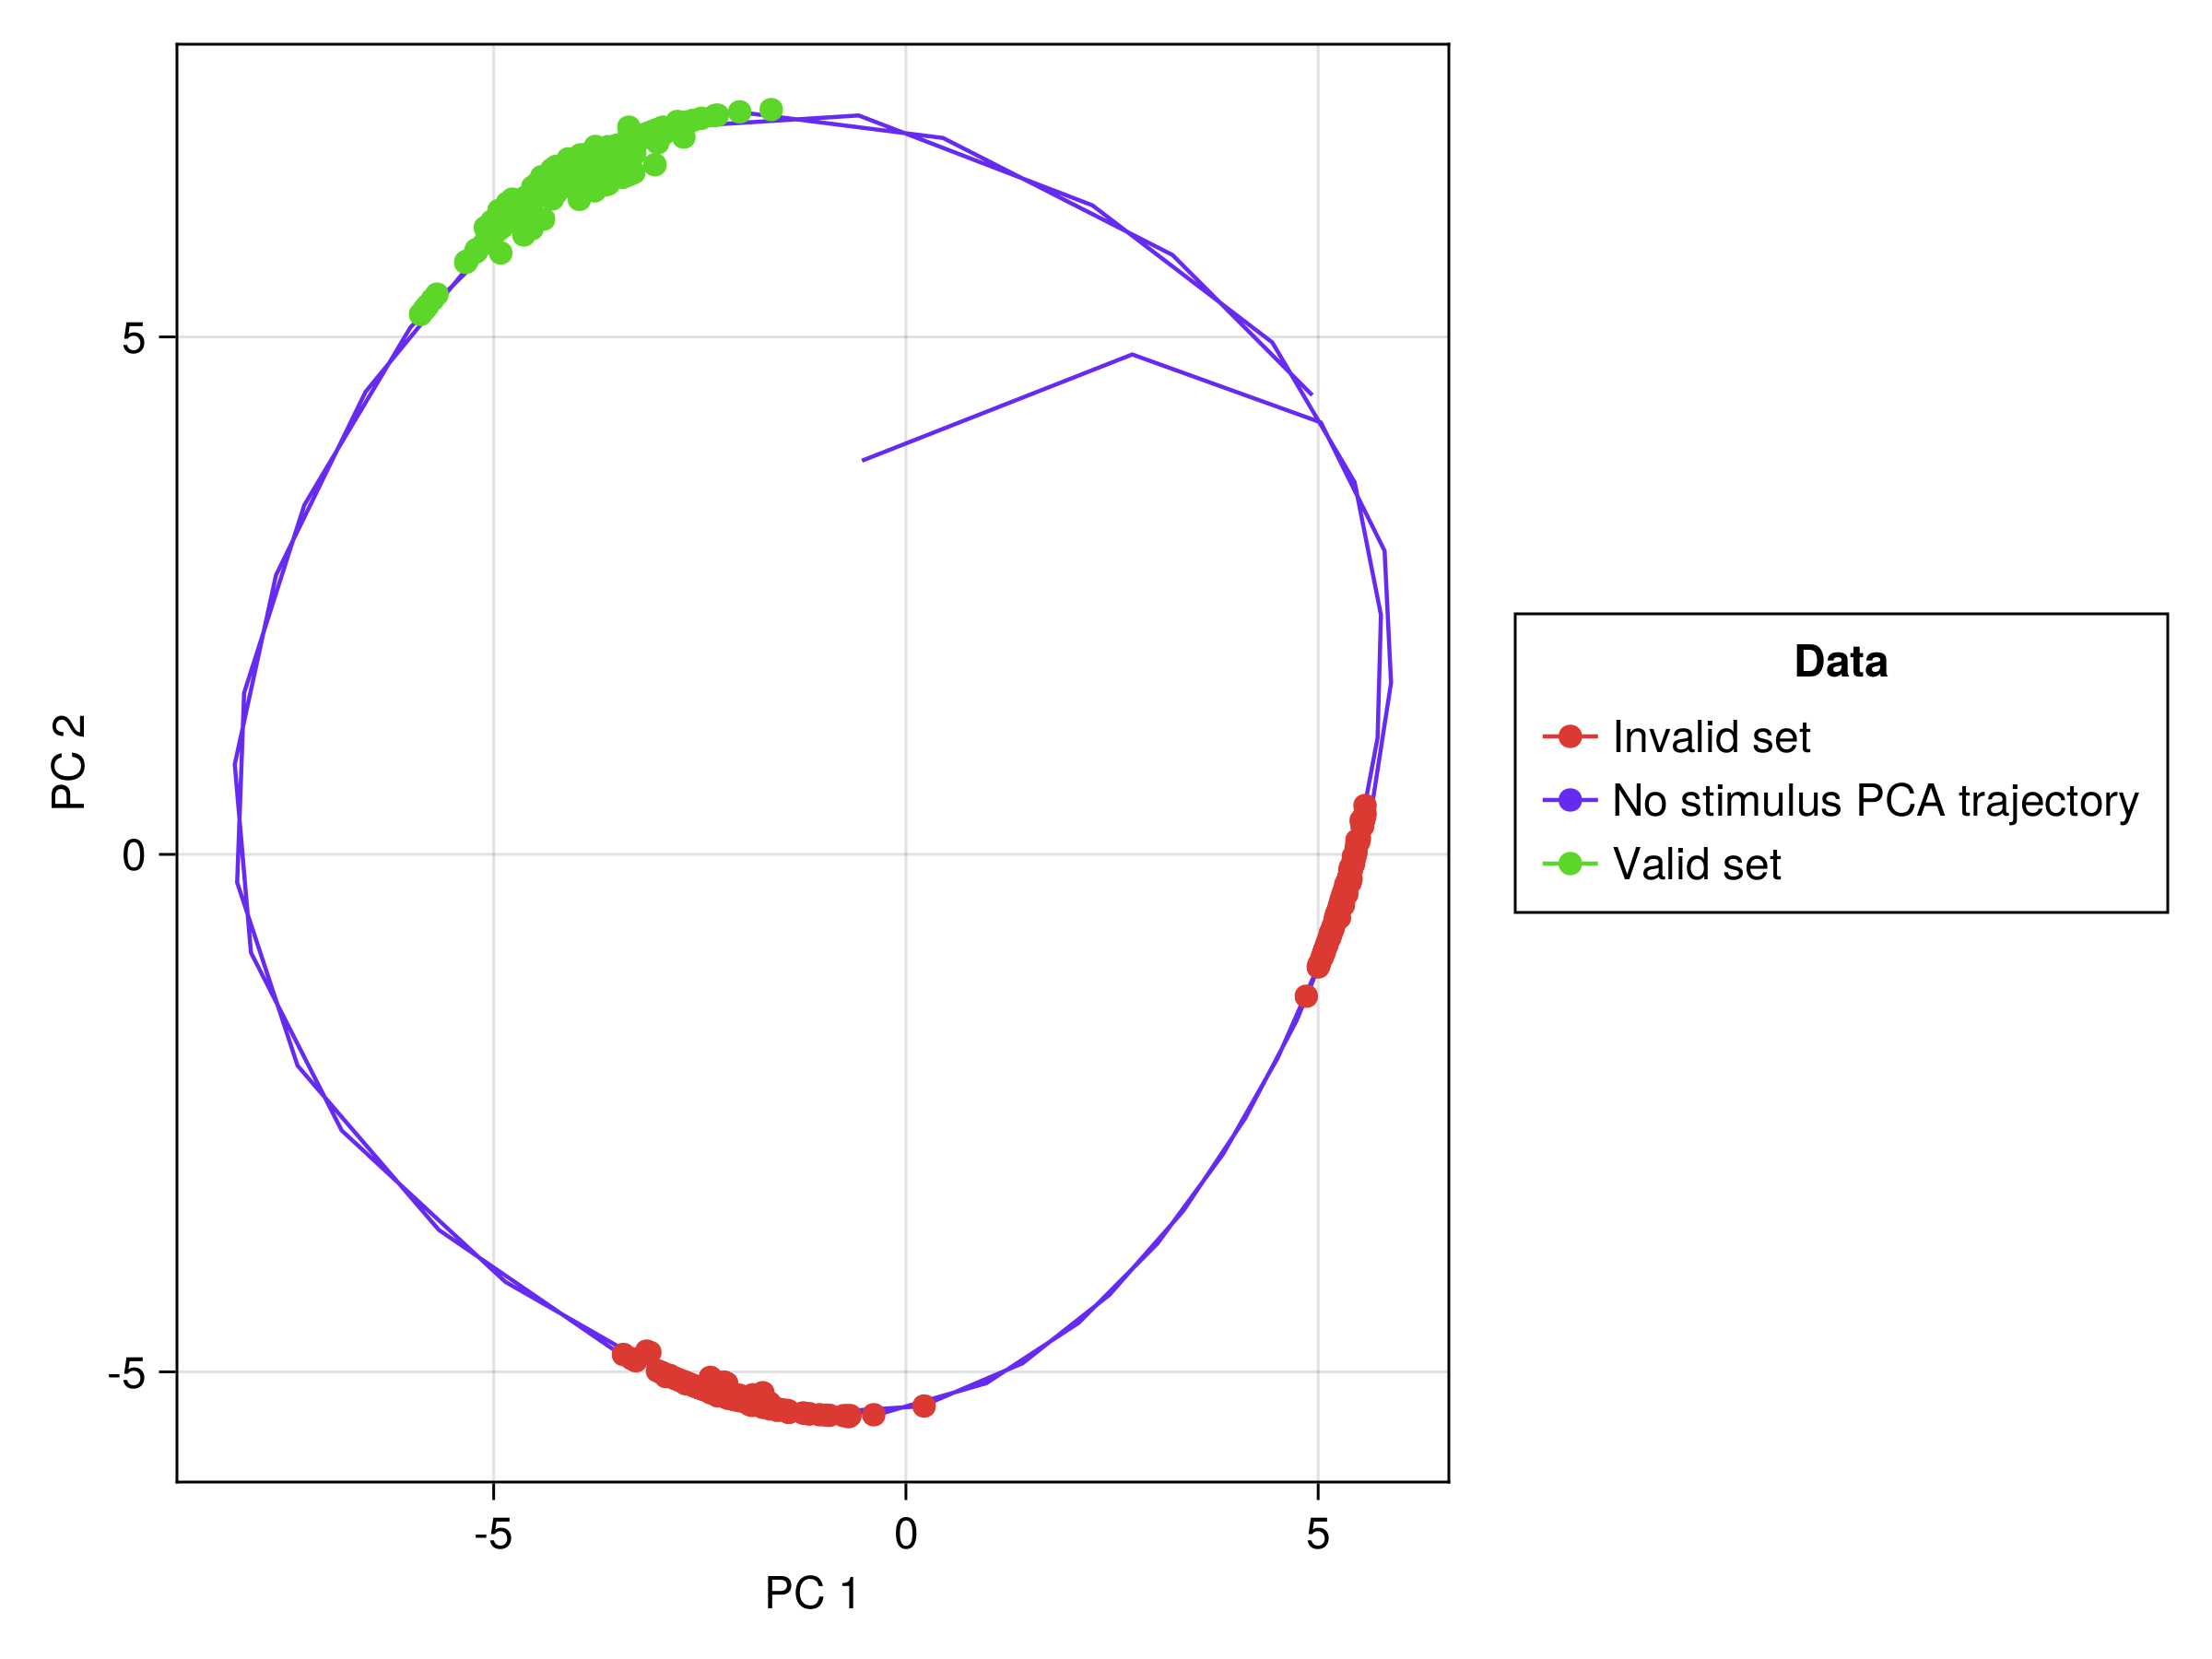 5
0
-5
PC 2
-5
0
5
PC 1
Data
Invalid set
No stimulus PCA trajectory
Valid set